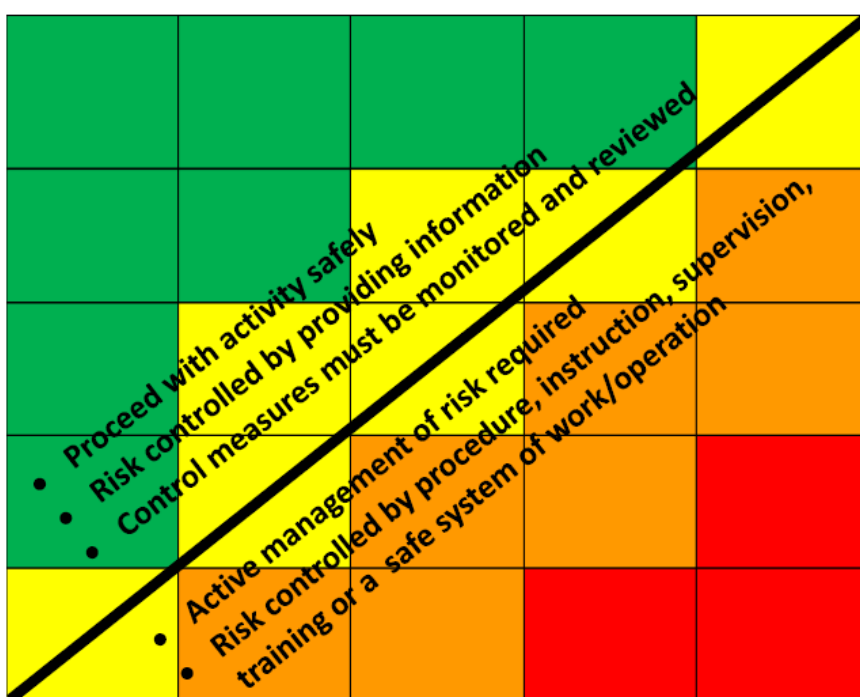 • Proceed with activity safely
• Risk controlled by providing information
• Control measures must be monitored and reviewed
• Active management of risk required
• Risk controlled by procedure, instruction, supervision,
training or a safe system of work/operation